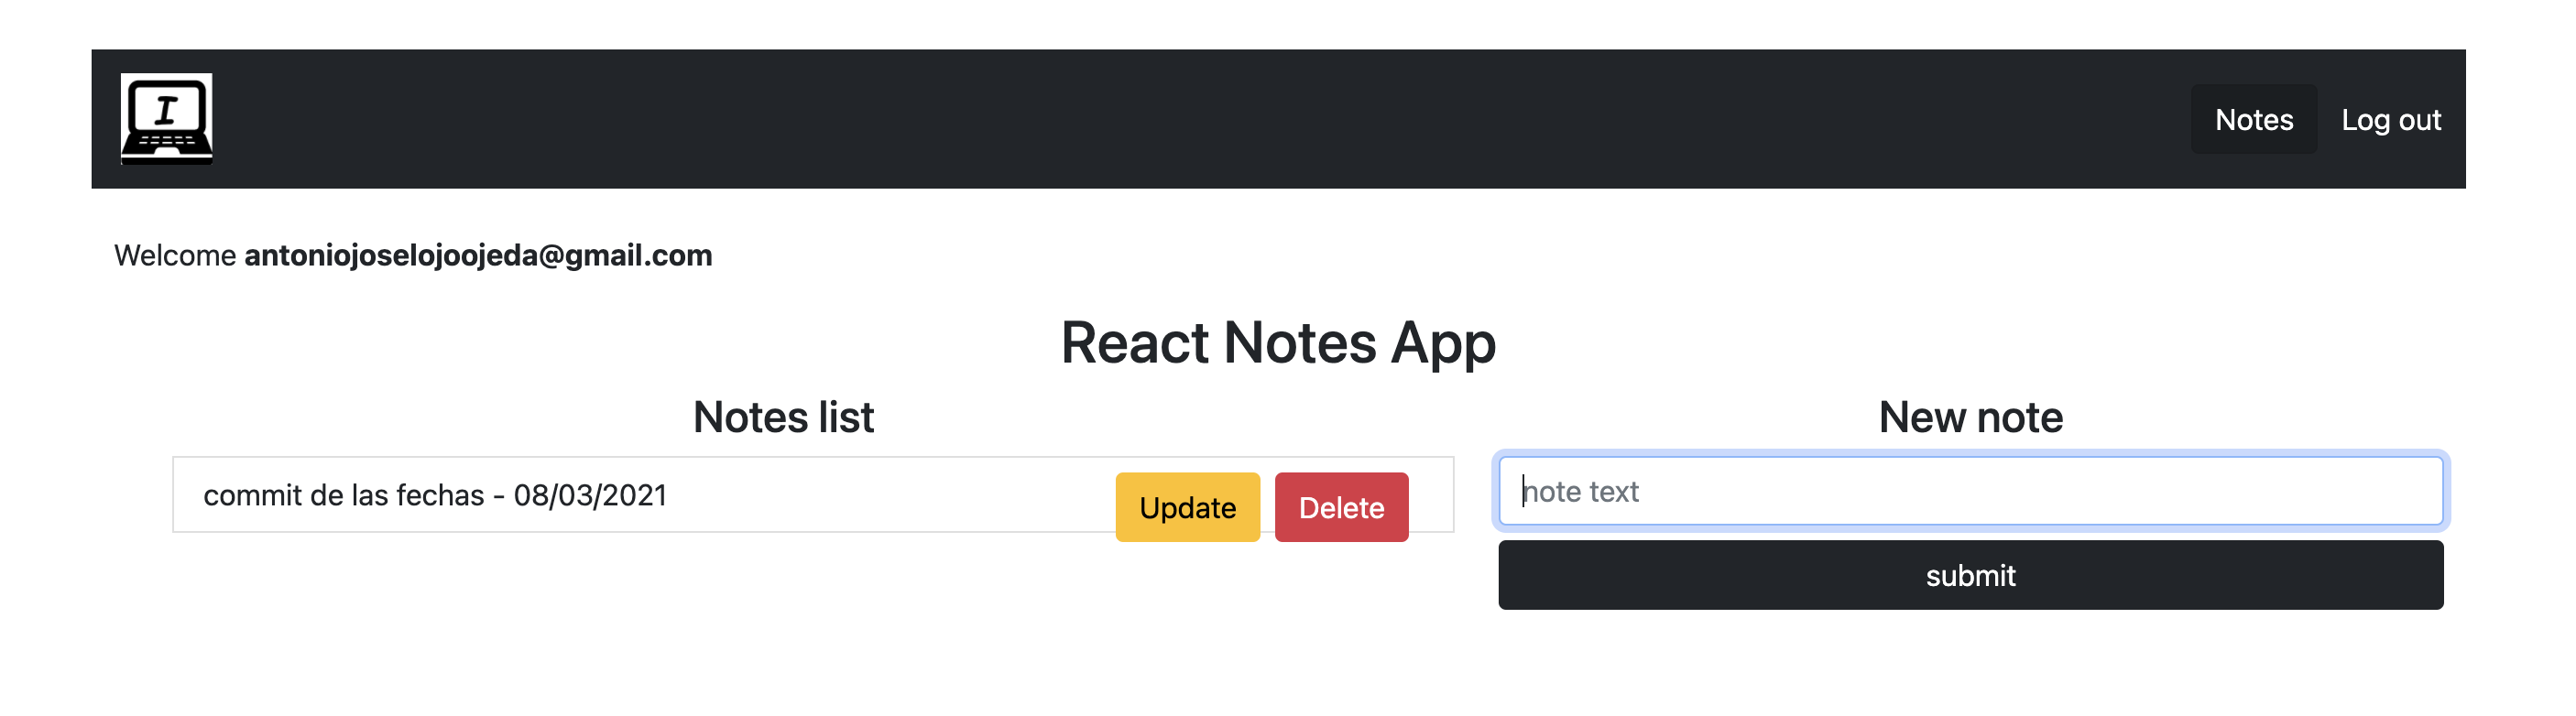 I
Notes Log out
Welcome antoniojoselojoojeda@gmail.com
React Notes App
Notes list
commit de las fechas - 08/03/2021
Update Delete
New note
note text
submit